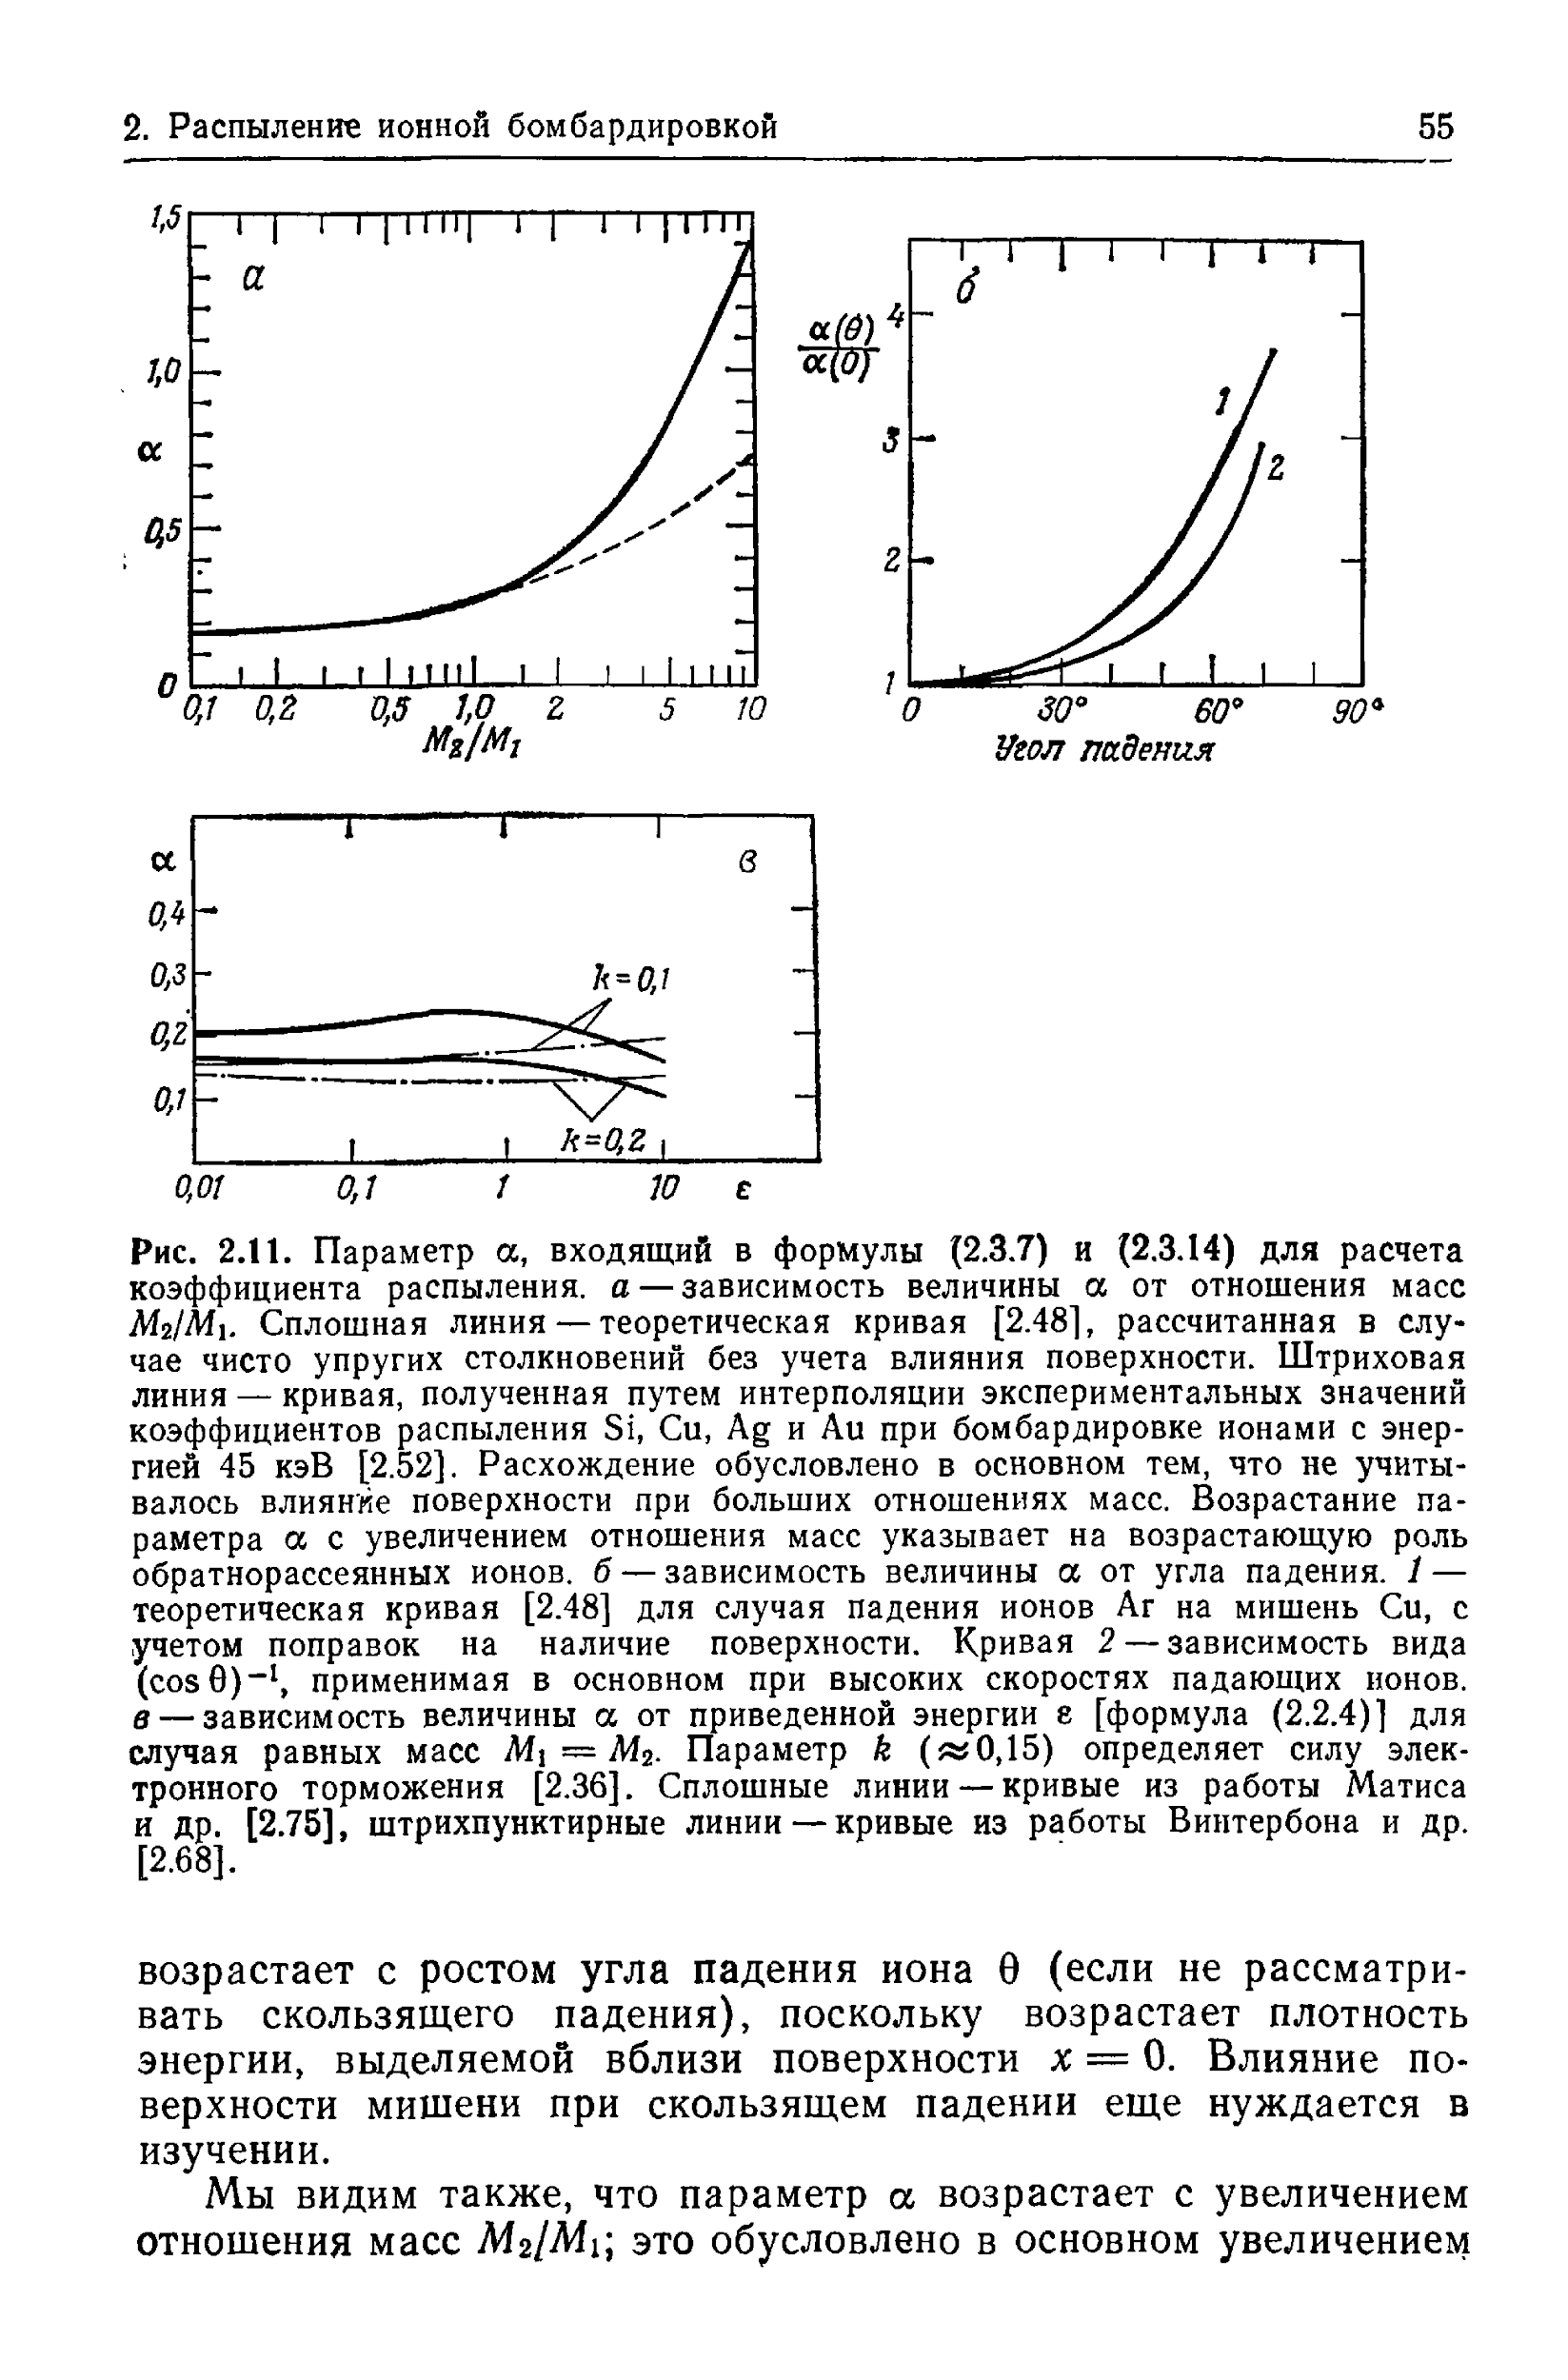 2. Распыление ионной бомбардировкой 55
1,5
1,0
α
0,5
0
а
0,1 0,2 0,5 1,0 2 5 10
M2/M1
α(θ)
α(0)
4
3
2
1
б
1
2
0 30° 60° 90°
Угол падения
α
0,4
0,3
0,2
0,1
в
k=0,1
k=0,2
0,01 0,1 1 10 ε
Рис. 2.11. Параметр α, входящий в формулы (2.3.7) и (2.3.14) для расчета
коэффициента распыления. а — зависимость величины α от отношения масс
M2/M1. Сплошная линия — теоретическая кривая [2.48], рассчитанная в слу-
чае чисто упругих столкновений без учета влияния поверхности. Штриховая
линия — кривая, полученная путем интерполяции экспериментальных значений
коэффициентов распыления Si, Cu, Ag и Au при бомбардировке ионами с энер-
гией 45 кэВ [2.52]. Расхождение обусловлено в основном тем, что не учиты-
валось влияние поверхности при больших отношениях масс. Возрастание па-
раметра α с увеличением отношения масс указывает на возрастающую роль
обратнорассеянных ионов. б — зависимость величины α от угла падения. 1 —
теоретическая кривая [2.48] для случая падения ионов Ar на мишень Cu, с
учетом поправок на наличие поверхности. Кривая 2 — зависимость вида
(cos θ)⁻¹, применимая в основном при высоких скоростях падающих ионов.
в — зависимость величины α от приведенной энергии ε [формула (2.2.4)] для
случая равных масс M1 = M2. Параметр k (≈0,15) определяет силу элек-
тронного торможения [2.36]. Сплошные линии — кривые из работы Матиса
и др. [2.75], штрихпунктирные линии — кривые из работы Винтербона и др.
[2.68].
возрастает с ростом угла падения иона θ (если не рассматри-
вать скользящего падения), поскольку возрастает плотность
энергии, выделяемой вблизи поверхности x = 0. Влияние по-
верхности мишени при скользящем падении еще нуждается в
изучении.
Мы видим также, что параметр α возрастает с увеличением
отношения масс M2/M1; это обусловлено в основном увеличением